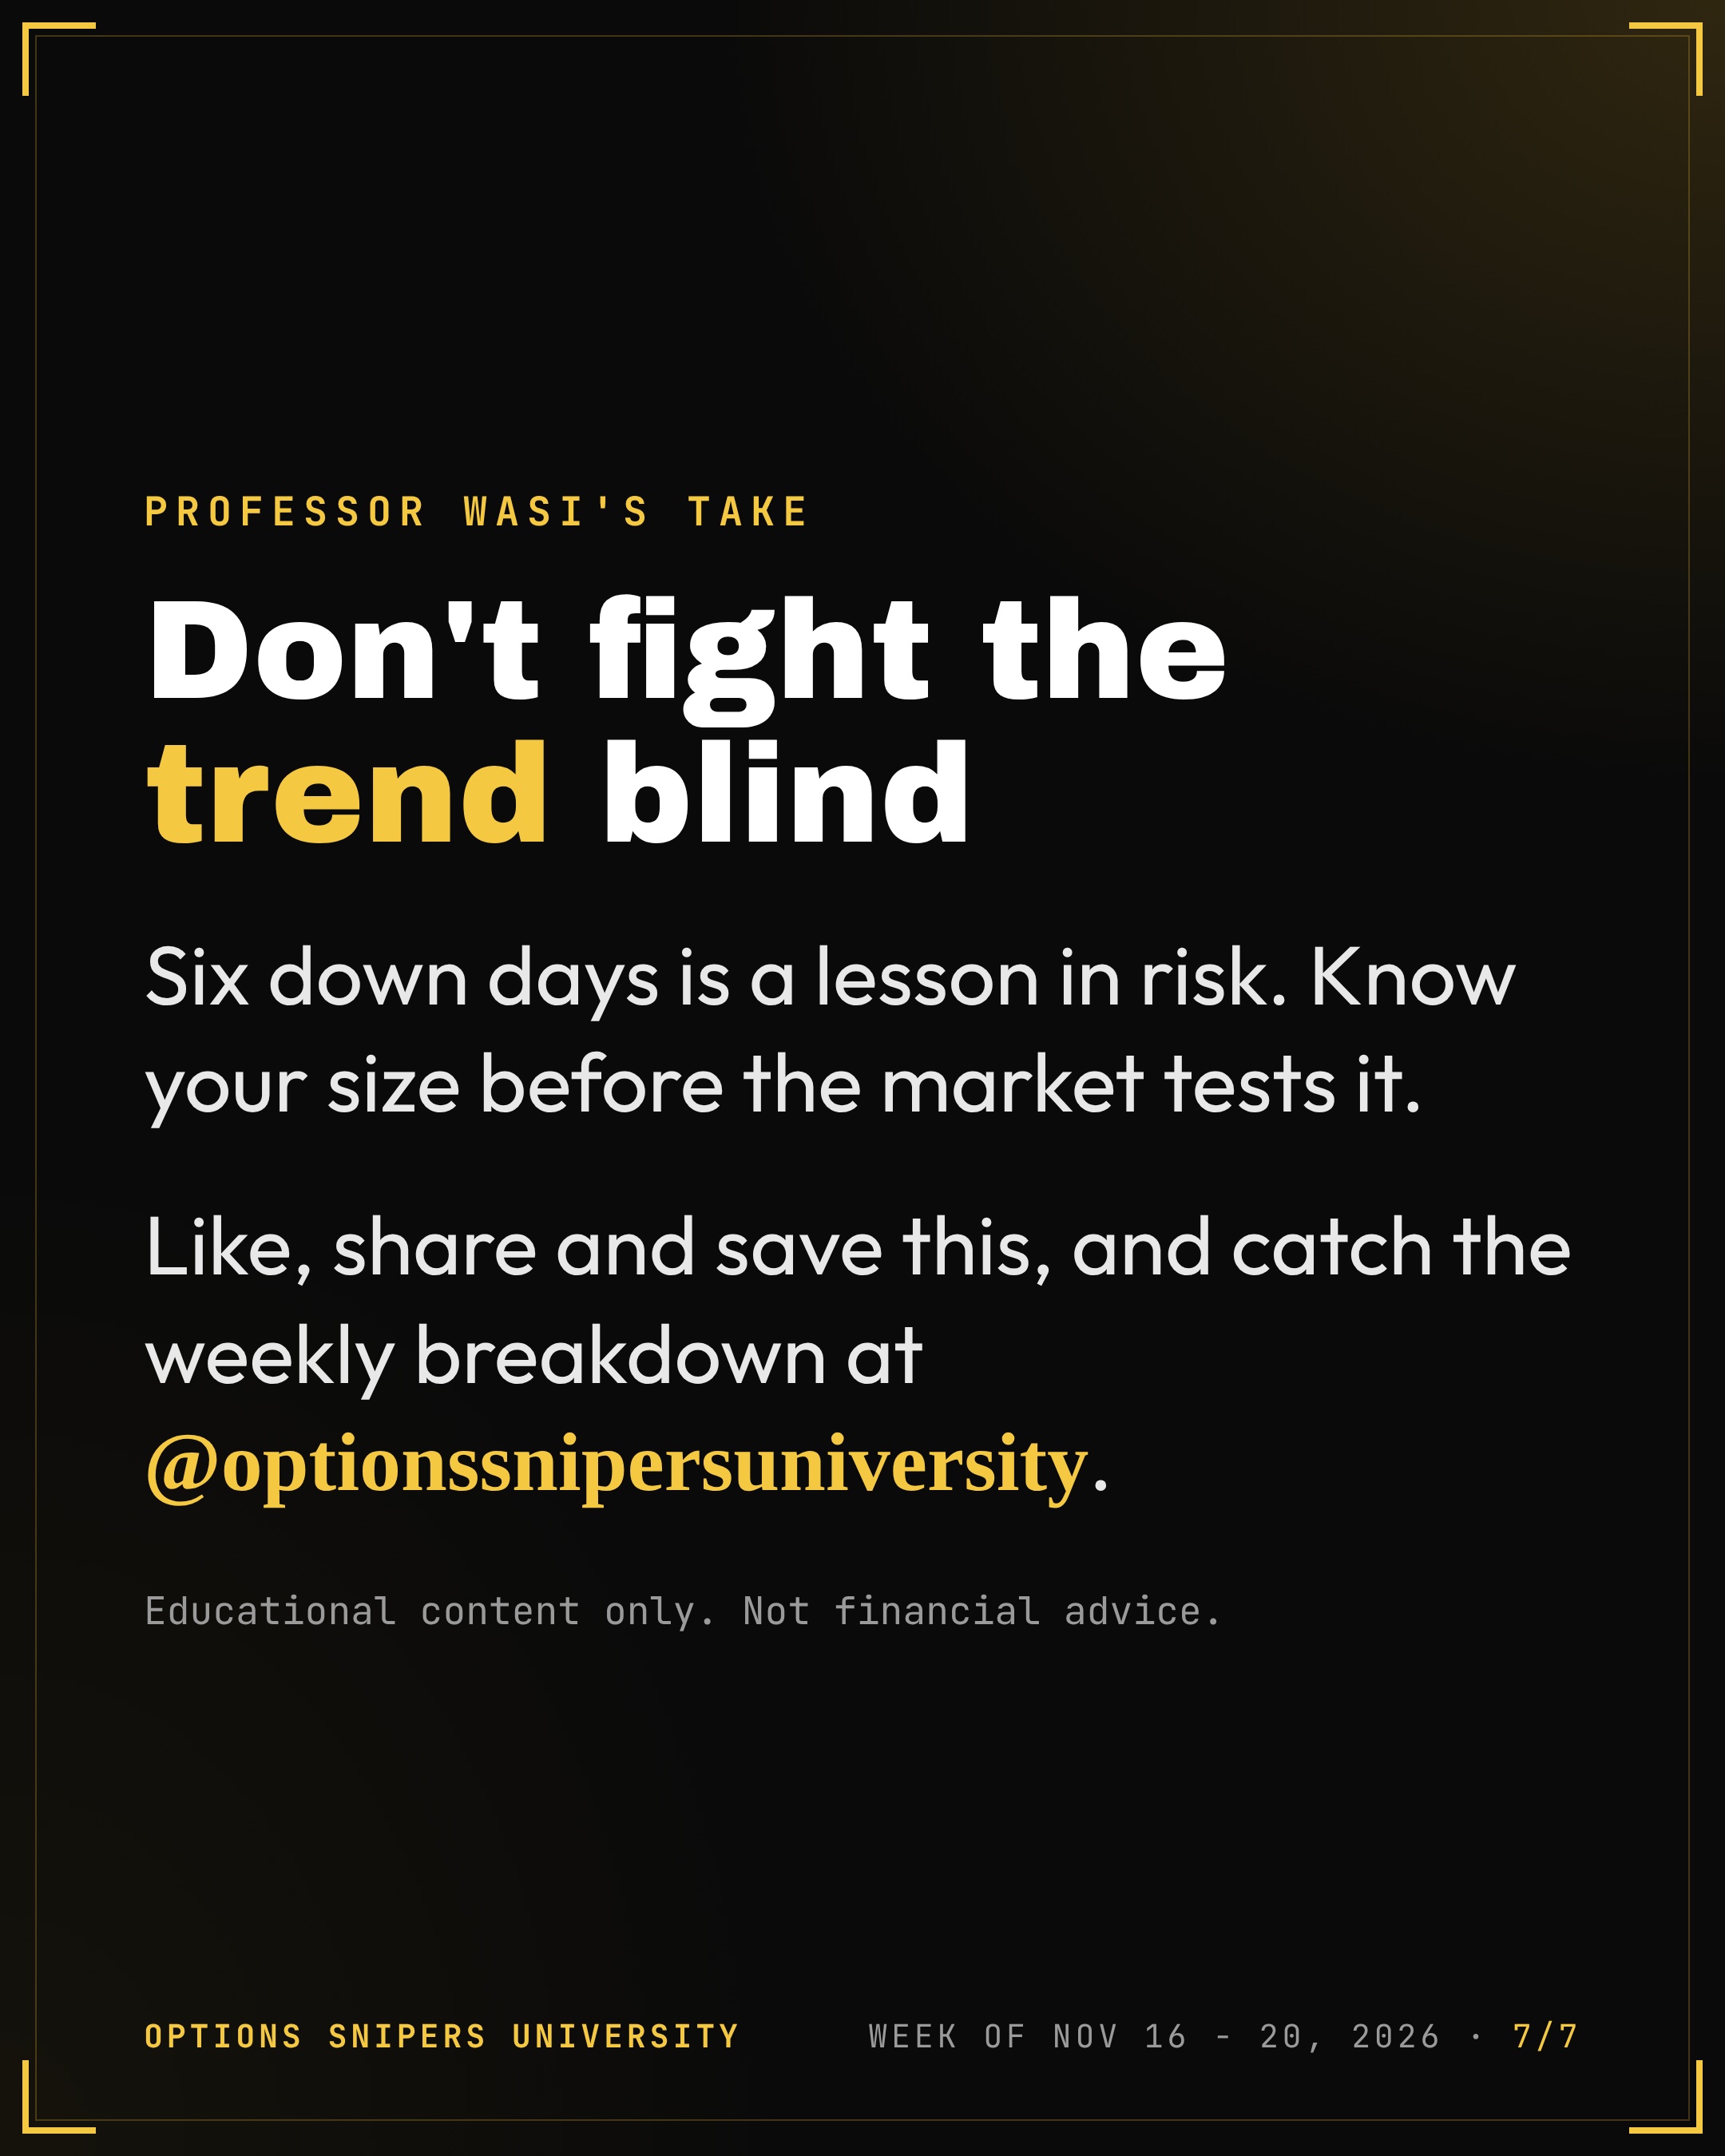 PROFESSOR WASI'S TAKE
Don't fight the
trend blind
Six down days is a lesson in risk. Know
your size before the market tests it.
Like, share and save this, and catch the
weekly breakdown at
@optionssnipersuniversity.
Educational content only. Not financial advice.
OPTIONS SNIPERS UNIVERSITY
WEEK OF NOV 16 - 20, 2026 · 7/7